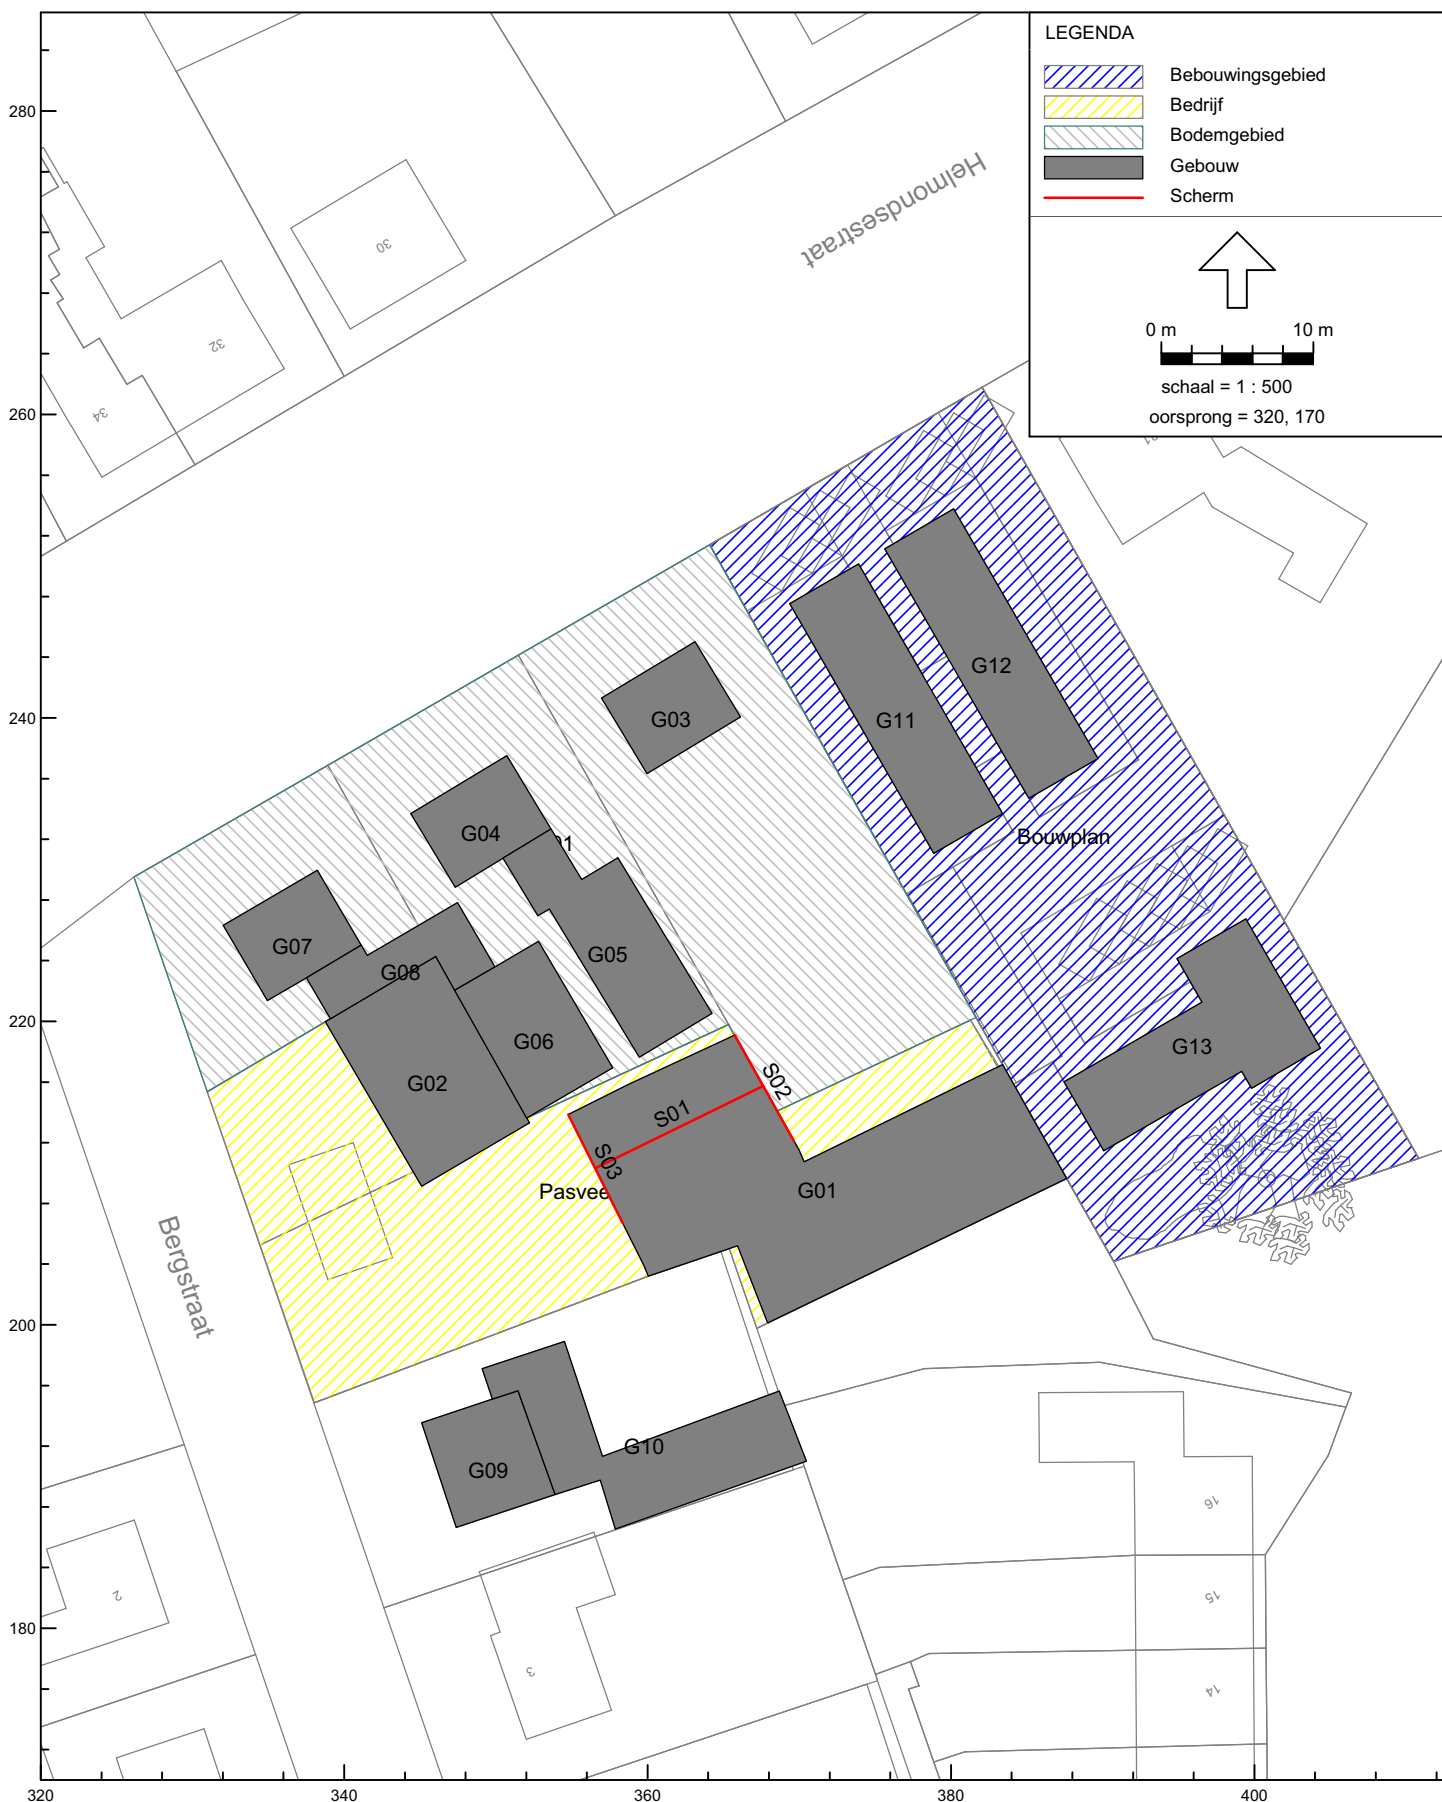 LEGENDA
Bebouwingsgebied
Bedrijf
Bodemgebied
Gebouw
Scherm
0 m 10 m
schaal = 1 : 500
oorsprong = 320, 170
280
260
240
220
200
180
320 340 360 380 400
Helmondsestraat
30
32
34
G12
G03
G11
G04
Bouwplan
G07
G05
G08
G06
G13
G02
S02
S01
S03
Pasvee
G01
Bergstraat
G10
G09
16
2
15
3
14